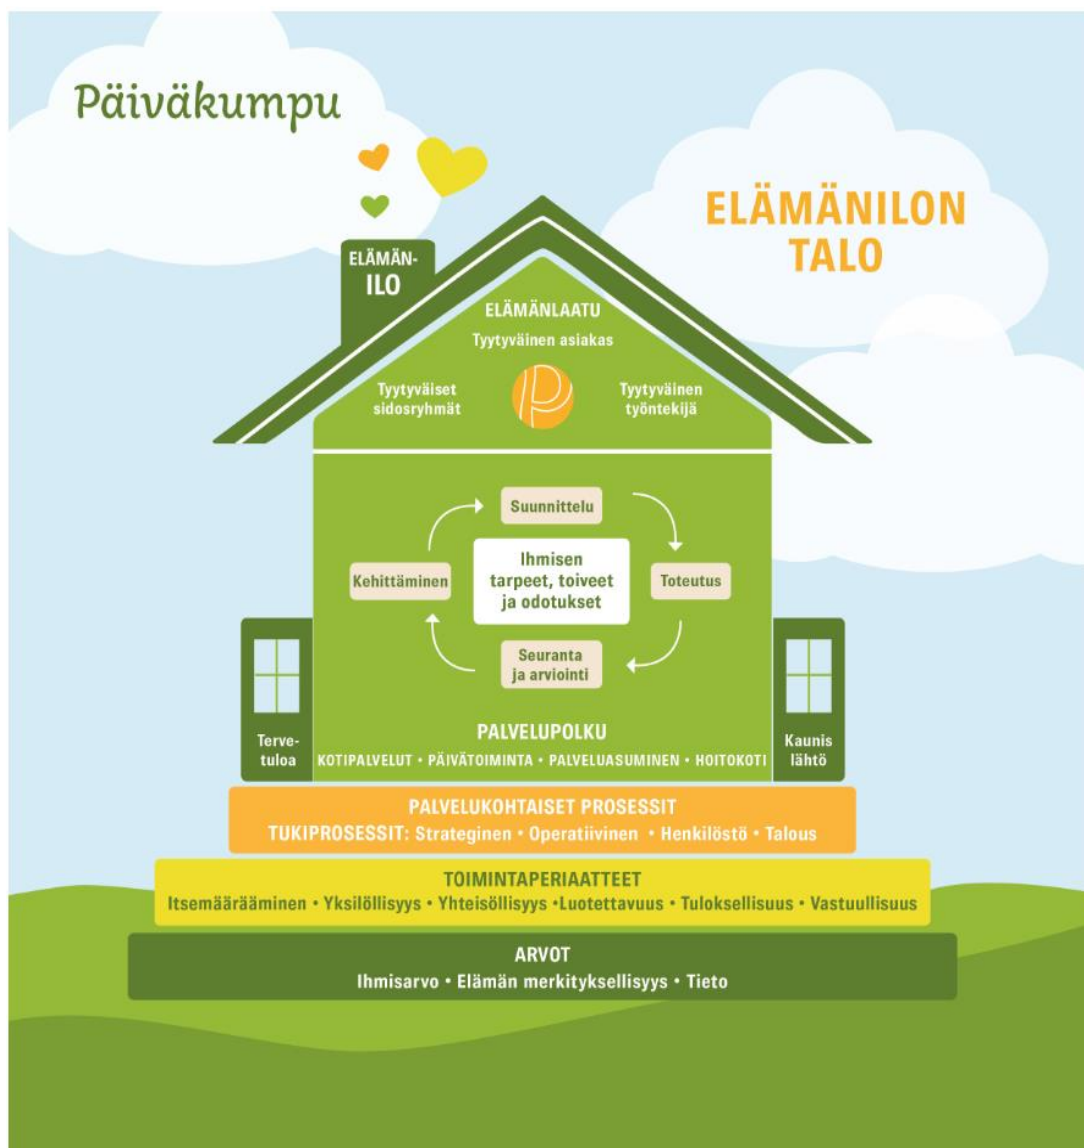 Päiväkumpu
ELÄMÄNILON
TALO
ELÄMÄN-
ILO
ELÄMÄNLAATU
Tyytyväinen asiakas
Tyytyväiset
sidosryhmät
P
Tyytyväinen
työntekijä
Suunnittelu
Kehittäminen
Ihmisen
tarpeet, toiveet
ja odotukset
Toteutus
Seuranta
ja arviointi
Terve-
tuloa
PALVELUPOLKU
KOTIPALVELUT • PÄIVÄTOIMINTA • PALVELUASUMINEN • HOITOKOTI
Kaunis
lähtö
PALVELUKOHTAISET PROSESSIT
TUKIPROSESSIT: Strateginen • Operatiivinen • Henkilöstö • Talous
TOIMINTAPERIAATTEET
Itsemäärääminen • Yksilöllisyys • Yhteisöllisyys •Luotettavuus • Tuloksellisuus • Vastuullisuus
ARVOT
Ihmisarvo • Elämän merkityksellisyys • Tieto